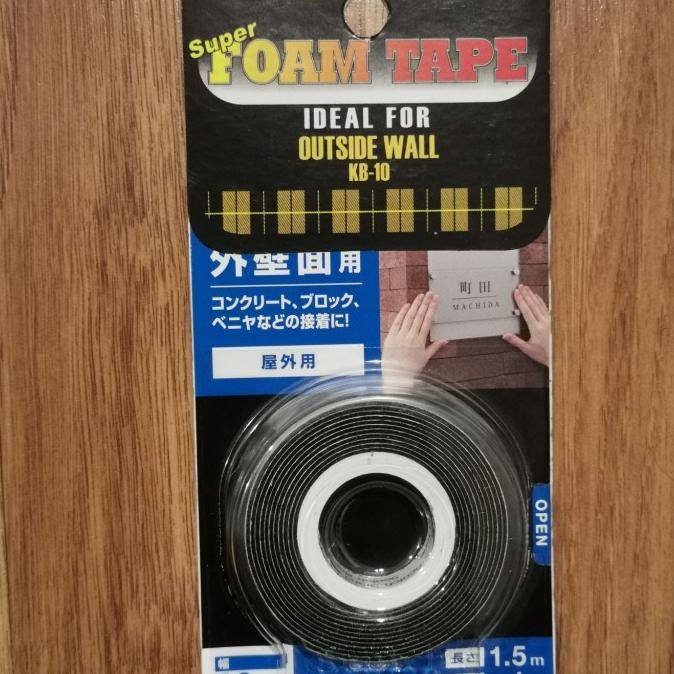 Super
FOAM TAPE
IDEAL FOR
OUTSIDE WALL
KB-10
外壁面用
コンクリート、ブロック、
ベニヤなどの接着に!
屋外用
町田
MACHIDA
OPEN
幅
長さ 1.5m